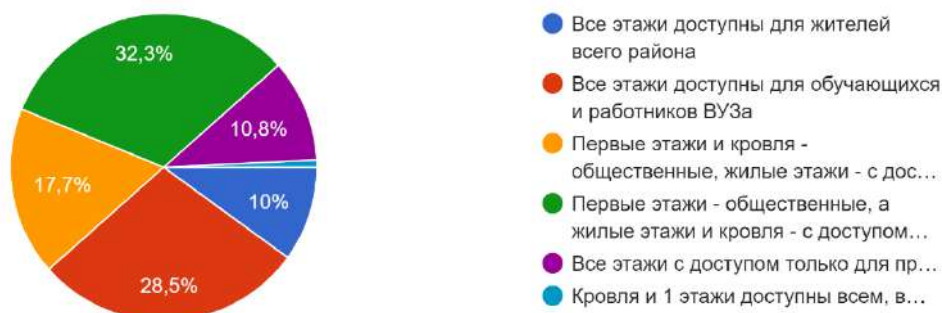 32,3%
10,8%
17,7%
10%
28,5%
Все этажи доступны для жителей
всего района
Все этажи доступны для обучающихся
и работников ВУЗа
Первые этажи и кровля -
общественные, жилые этажи - с дос...
Первые этажи - общественные, а
жилые этажи и кровля - с доступом...
Все этажи с доступом только для пр...
Кровля и 1 этажи доступны всем, в...